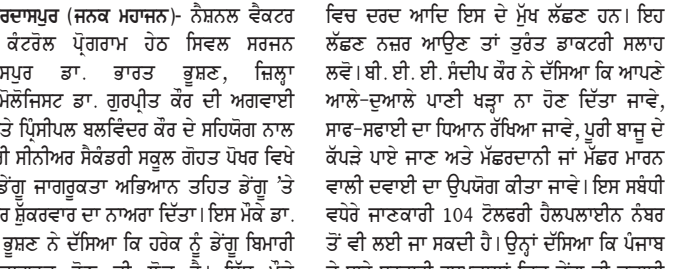 ਰਦਾਸਪੁਰ (ਜਨਕ ਮਹਾਜਨ)- ਨੈਸ਼ਨਲ ਵੈਕਟਰ
ਕੰਟਰੋਲ ਪ੍ਰੋਗਰਾਮ ਹੇਠ ਸਿਵਲ ਸਰਜਨ
ਸਪੁਰ ਡਾ. ਭਾਰਤ ਭੂਸ਼ਣ, ਜ਼ਿਲ੍ਹਾ
ਮੋਲੋਜਿਸਟ ਡਾ. ਗੁਰਪ੍ਰੀਤ ਕੌਰ ਦੀ ਅਗਵਾਈ
ਤੇ ਪ੍ਰਿੰਸੀਪਲ ਬਲਵਿੰਦਰ ਕੌਰ ਦੇ ਸਹਿਯੋਗ ਨਾਲ
ਰੀ ਸੀਨੀਅਰ ਸੈਕੰਡਰੀ ਸਕੂਲ ਗੋਹਤ ਪੋਖਰ ਵਿਖੇ
ਡੇਂਗੂ ਜਾਗਰੂਕਤਾ ਅਭਿਆਨ ਤਹਿਤ ਡੇਂਗੂ 'ਤੇ
ਰ ਸ਼ੁੱਕਰਵਾਰ ਦਾ ਨਾਅਰਾ ਦਿੱਤਾ। ਇਸ ਮੌਕੇ ਡਾ.
ਭੂਸ਼ਣ ਨੇ ਦੱਸਿਆ ਕਿ ਹਰੇਕ ਨੂੰ ਡੇਂਗੂ ਬਿਮਾਰੀ
ਵਿਚ ਦਰਦ ਆਦਿ ਇਸ ਦੇ ਮੁੱਖ ਲੱਛਣ ਹਨ। ਇਹ
ਲੱਛਣ ਨਜ਼ਰ ਆਉਣ ਤਾਂ ਤੁਰੰਤ ਡਾਕਟਰੀ ਸਲਾਹ
ਲਵੋ। ਬੀ. ਈ. ਈ. ਸੰਦੀਪ ਕੌਰ ਨੇ ਦੱਸਿਆ ਕਿ ਆਪਣੇ
ਆਲੇ-ਦੁਆਲੇ ਪਾਣੀ ਖੜ੍ਹਾ ਨਾ ਹੋਣ ਦਿੱਤਾ ਜਾਵੇ,
ਸਾਫ-ਸਫਾਈ ਦਾ ਧਿਆਨ ਰੱਖਿਆ ਜਾਵੇ, ਪੂਰੀ ਬਾਜੂ ਦੇ
ਕੱਪੜੇ ਪਾਏ ਜਾਣ ਅਤੇ ਮੱਛਰਦਾਨੀ ਜਾਂ ਮੱਛਰ ਮਾਰਨ
ਵਾਲੀ ਦਵਾਈ ਦਾ ਉਪਯੋਗ ਕੀਤਾ ਜਾਵੇ। ਇਸ ਸਬੰਧੀ
ਵਧੇਰੇ ਜਾਣਕਾਰੀ 104 ਟੋਲਫਰੀ ਹੈਲਪਲਾਈਨ ਨੰਬਰ
ਤੋਂ ਵੀ ਲਈ ਜਾ ਸਕਦੀ ਹੈ। ਉਨ੍ਹਾਂ ਦੱਸਿਆ ਕਿ ਪੰਜਾਬ